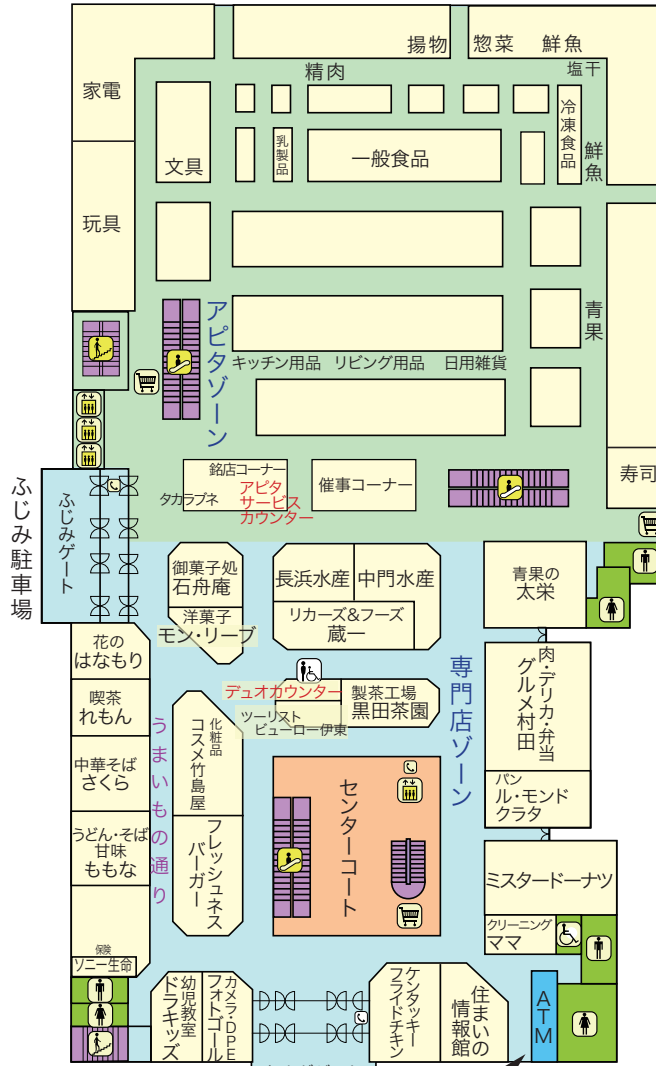 揚物
惣菜
鮮魚
精肉
塩干
家電
冷凍食品
乳製品
一般食品
鮮魚
文具
玩具
アピタゾーン
青果
キッチン用品
リビング用品
日用雑貨
銘店コーナー
タカラブネ
アピタ
サービス
カウンター
催事コーナー
寿司
ふじみ駐車場
ふじみゲート
御菓子処
石舟庵
洋菓子
モン・リーブ
長浜水産
中門水産
リカーズ&フーズ
蔵一
青果の
太栄
花の
はなもり
喫茶
れもん
中華そば
さくら
うどん・そば
甘味
ももな
保険
ソニー生命
うまいもの通り
デュオカウンター
ツーリスト
ビューロー伊東
製茶工場
黒田茶園
専門店ゾーン
肉・デリカ・弁当
グルメ村田
パン
ル・モンド
クラタ
化粧品
コスメ竹島屋
フレッシュネス
バーガー
センターコート
ミスタードーナツ
クリーニング
ママ
幼児教室
ドラキッズ
カメラ・DPE
フォトゴール
ケンタッキー
フライドチキン
住まいの
情報館
ATM